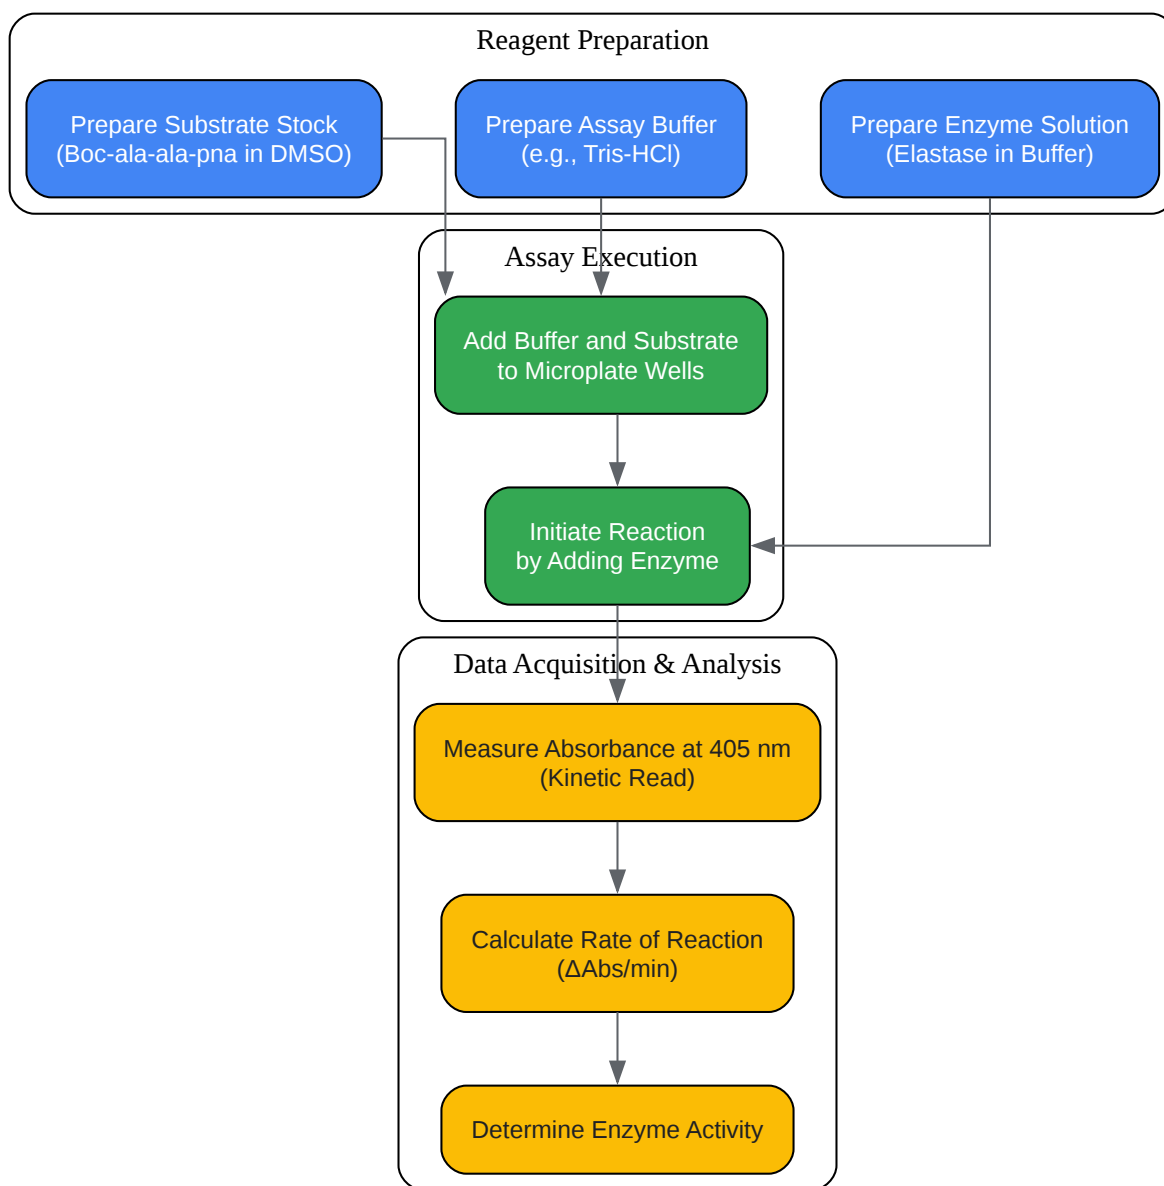 Reagent Preparation
Prepare Substrate Stock
(Boc-ala-ala-pna in DMSO)
Prepare Assay Buffer
(e.g., Tris-HCl)
Prepare Enzyme Solution
(Elastase in Buffer)
Assay Execution
Add Buffer and Substrate
to Microplate Wells
Initiate Reaction
by Adding Enzyme
Data Acquisition & Analysis
Measure Absorbance at 405 nm
(Kinetic Read)
Calculate Rate of Reaction
(ΔAbs/min)
Determine Enzyme Activity